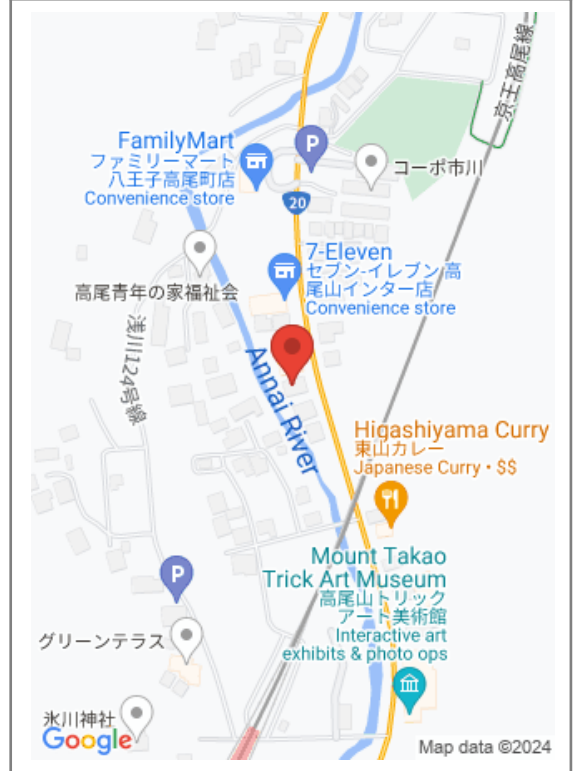 京王高尾線
FamilyMart
ファミリーマート
八王子高尾町店
Convenience store
P
コーポ市川
20
7-Eleven
セブン-イレブン 高
尾山インター店
Convenience store
高尾青年の家福祉会
浅川124号線
Annai River
Higashiyama Curry
東山カレー
Japanese Curry • $$
Mount Takao
Trick Art Museum
高尾山トリック
アート美術館
Interactive art
exhibits & photo ops
P
グリーンテラス
氷川神社
Google
Map data ©2024